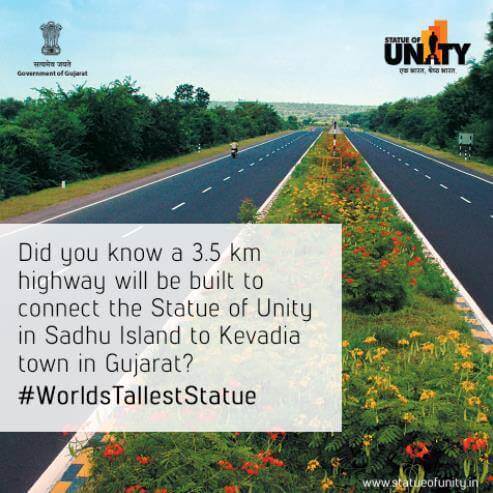 सत्यमेव जयते
Government of Gujarat
STATUE OF
UNITY
एक भारत, श्रेष्ठ भारत.
Did you know a 3.5 km
highway will be built to
connect the Statue of Unity
in Sadhu Island to Kevadia
town in Gujarat?
#WorldsTallestStatue
www.statueofunity.in